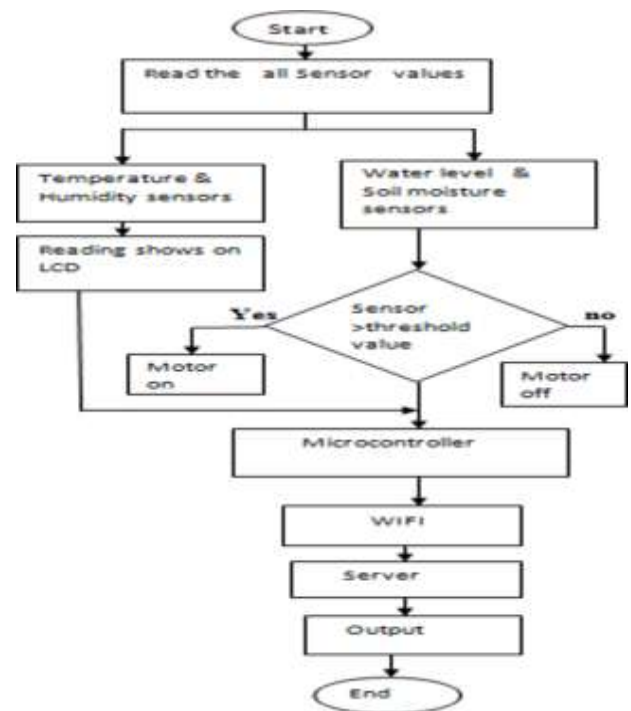 Start
Read the all Sensor values
Temperature &
Humidity sensors
Water level &
Soil moisture
sensors
Reading shows on
LCD
Sensor
>threshold
value
Yes
no
Motor
on
Motor
off
Microcontroller
WIFI
Server
Output
End